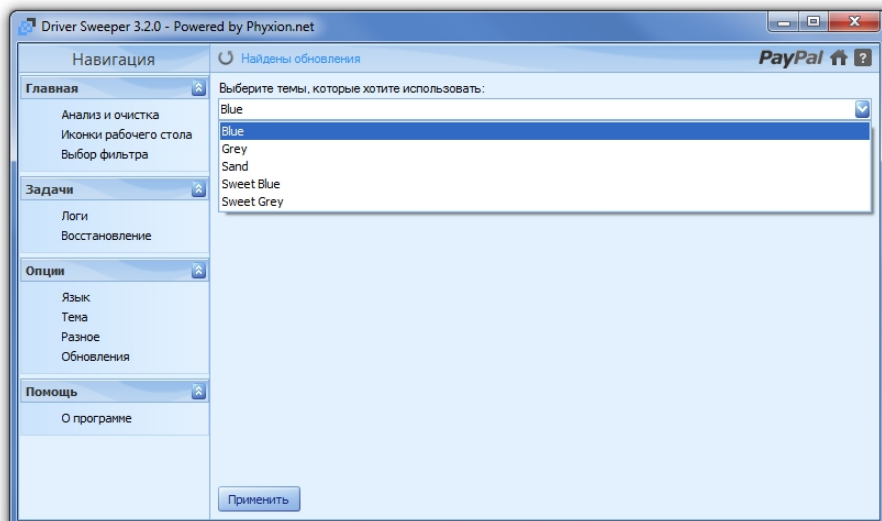 Driver Sweeper 3.2.0 - Powered by Phyxion.net
Навигация
Найдены обновления
PayPal
?
Главная
Анализ и очистка
Иконки рабочего стола
Выбор фильтра
Задачи
Логи
Восстановление
Опции
Язык
Тема
Разное
Обновления
Помощь
О программе
Выберите темы, которые хотите использовать:
Blue
Blue
Grey
Sand
Sweet Blue
Sweet Grey
Применить